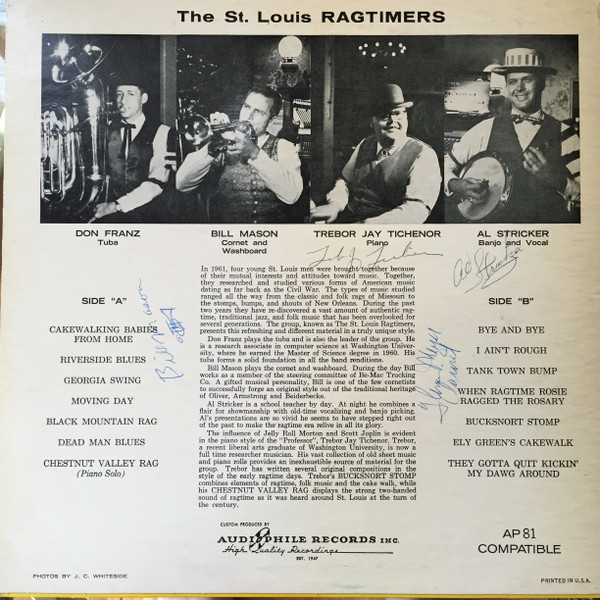 The St. Louis RAGTIMERS
DON FRANZ
Tuba
BILL MASON
Cornet and
Washboard
TREBOR JAY TICHENOR
Piano
AL STRICKER
Banjo and Vocal
Al Stricker
Bill Mason
SIDE "A"
CAKEWALKING BABIES
FROM HOME
RIVERSIDE BLUES
GEORGIA SWING
MOVING DAY
BLACK MOUNTAIN RAG
DEAD MAN BLUES
CHESTNUT VALLEY RAG
(Piano Solo)
In 1961, four young St. Louis men were brought together because
of their mutual interests and attitudes toward music. Together,
they researched and studied various forms of American music
dating as far back as the Civil War. The types of music studied
ranged all the way from the classic and folk rags of Missouri to
the stomps, bumps, and shouts of New Orleans. During the past
two years they have re-discovered a vast amount of authentic rag-
time, traditional jazz, and folk music that has been overlooked for
several generations. The group, known as The St. Louis Ragtimers,
presents this refreshing and different material in a truly unique style.
Don Franz plays the tuba and is also the leader of the group. He
is a research associate in computer science at Washington Univer-
sity, where he earned the Master of Science degree in 1960. His
tuba forms a solid foundation in all the band renditions.
Bill Mason plays the cornet and washboard. During the day Bill
works as a member of the steering committee of Re-Mac Trucking
Co. A gifted musical personality, Bill is one of the few cornetists
to successfully forge an original style out of the traditional heritage
of Oliver, Armstrong and Beiderbecke.
Al Stricker is a school teacher by day. At night he combines a
flair for showmanship with old-time vocalizing and banjo picking.
Al's presentations are so vivid he seems to have stepped right out
of the past to make the ragtime era relive in all its glory.
The influence of Jelly Roll Morton and Scott Joplin is evident
in the piano style of the "Professor", Trebor Jay Tichenor. Trebor,
a recent liberal arts graduate of Washington University, is now a
full time researcher musician. His vast collection of old sheet music
and piano rolls provides an inexhaustible source of material for the
group. Trebor has written several original compositions in the
style of the early ragtime days. Trebor's BUCKSNORT STOMP
combines elements of ragtime, folk music and the cake walk, while
his CHESTNUT VALLEY RAG displays the strong two-handed
sound of ragtime as it was heard around St. Louis at the turn of
the century.
SIDE "B"
BYE AND BYE
I AIN'T ROUGH
TANK TOWN BUMP
WHEN RAGTIME ROSIE
RAGGED THE ROSARY
BUCKSNORT STOMP
ELY GREEN'S CAKEWALK
THEY GOTTA QUIT KICKIN'
MY DAWG AROUND
CUSTOM PRODUCED BY
AUDIOPHILE RECORDS INC.
High Quality Recordings
EST. 1947
AP 81
COMPATIBLE
PHOTOS BY J. C. WHITESIDE
PRINTED IN U.S.A.